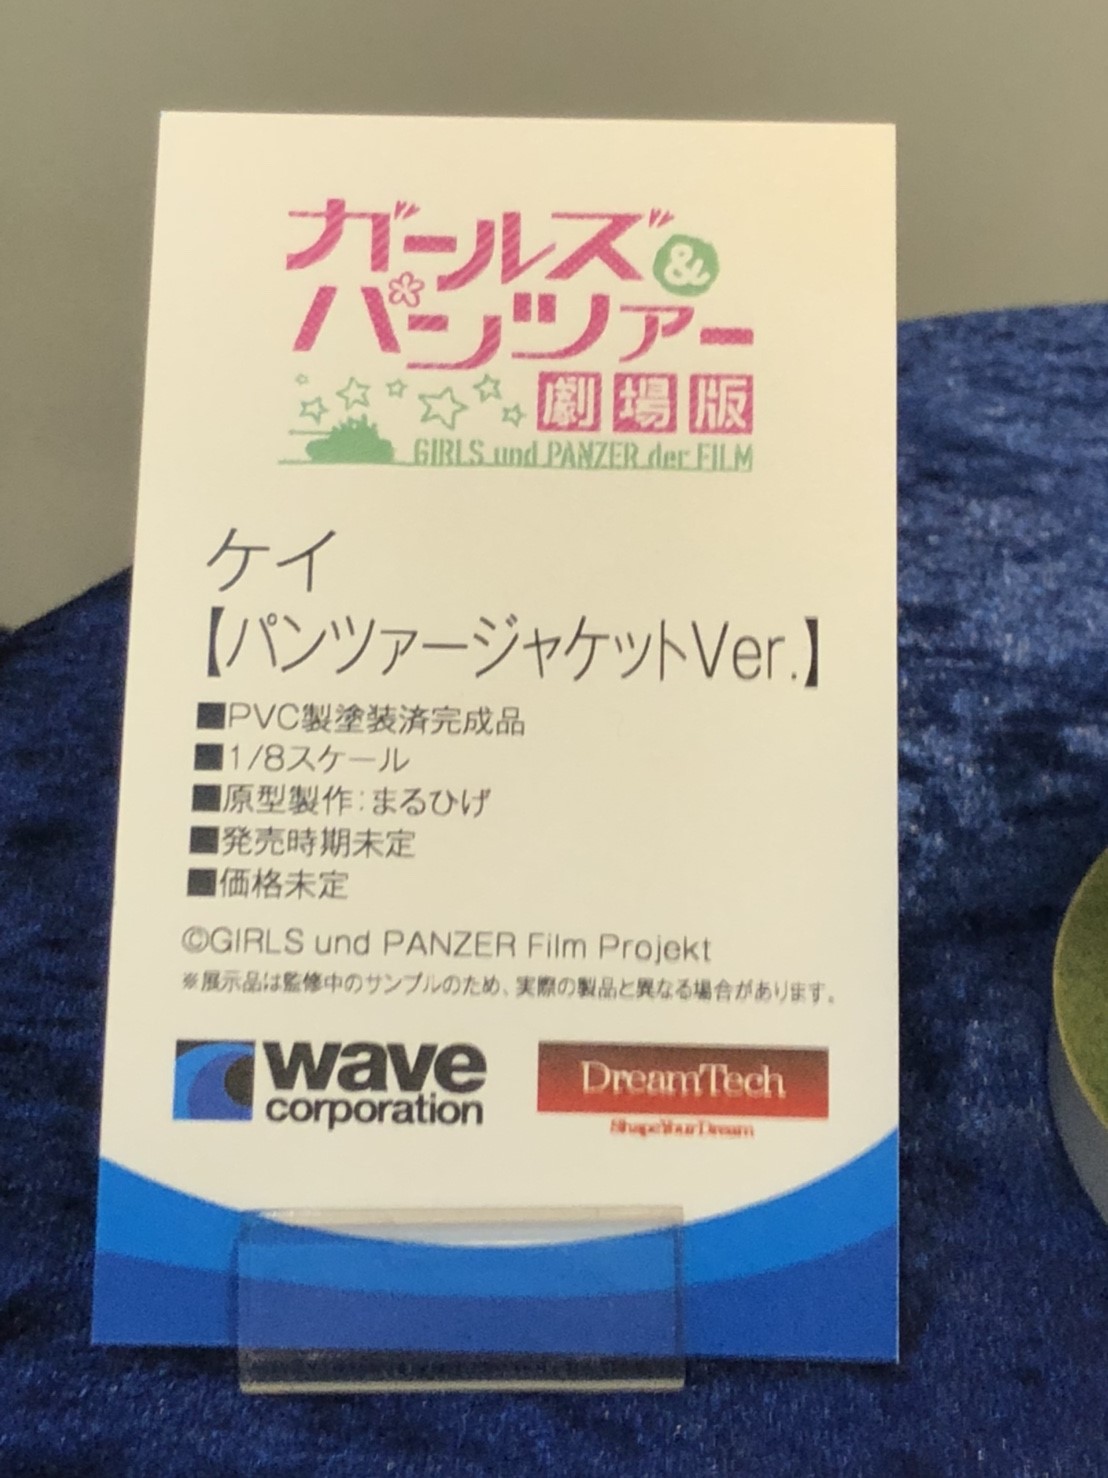 ガールズ&
パンツァー
劇場版
GIRLS und PANZER der FILM
ケイ
【パンツァージャケットVer.】
■PVC製塗装済完成品
■1/8スケール
■原型製作:まるひげ
■発売時期未定
■価格未定
©GIRLS und PANZER Film Projekt
※展示品は監修中のサンプルのため、実際の製品と異なる場合があります。
wave
corporation
DreamTech
ShapeYourDream